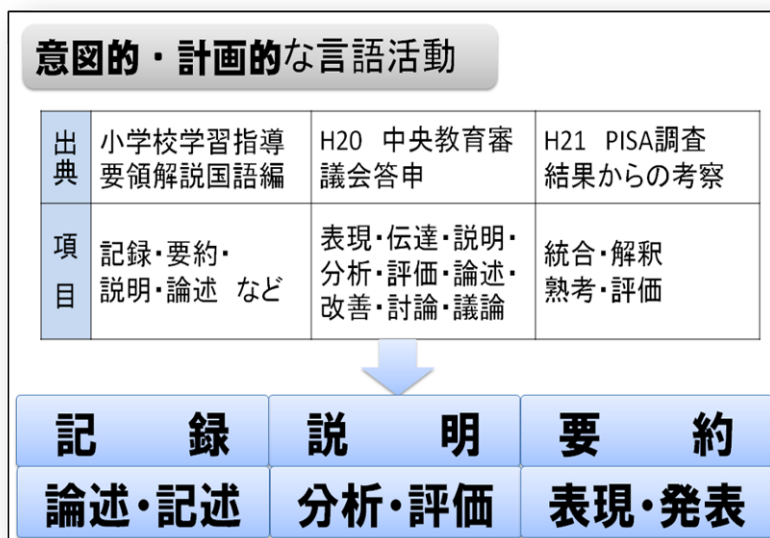 意図的・計画的な言語活動
出典
小学校学習指導
要領解説国語編
H20 中央教育審
議会答申
H21 PISA調査
結果からの考察
項目
記録・要約・
説明・論述 など
表現・伝達・説明・
分析・評価・論述・
改善・討論・議論
統合・解釈
熟考・評価
記 録
説 明
要 約
論述・記述
分析・評価
表現・発表